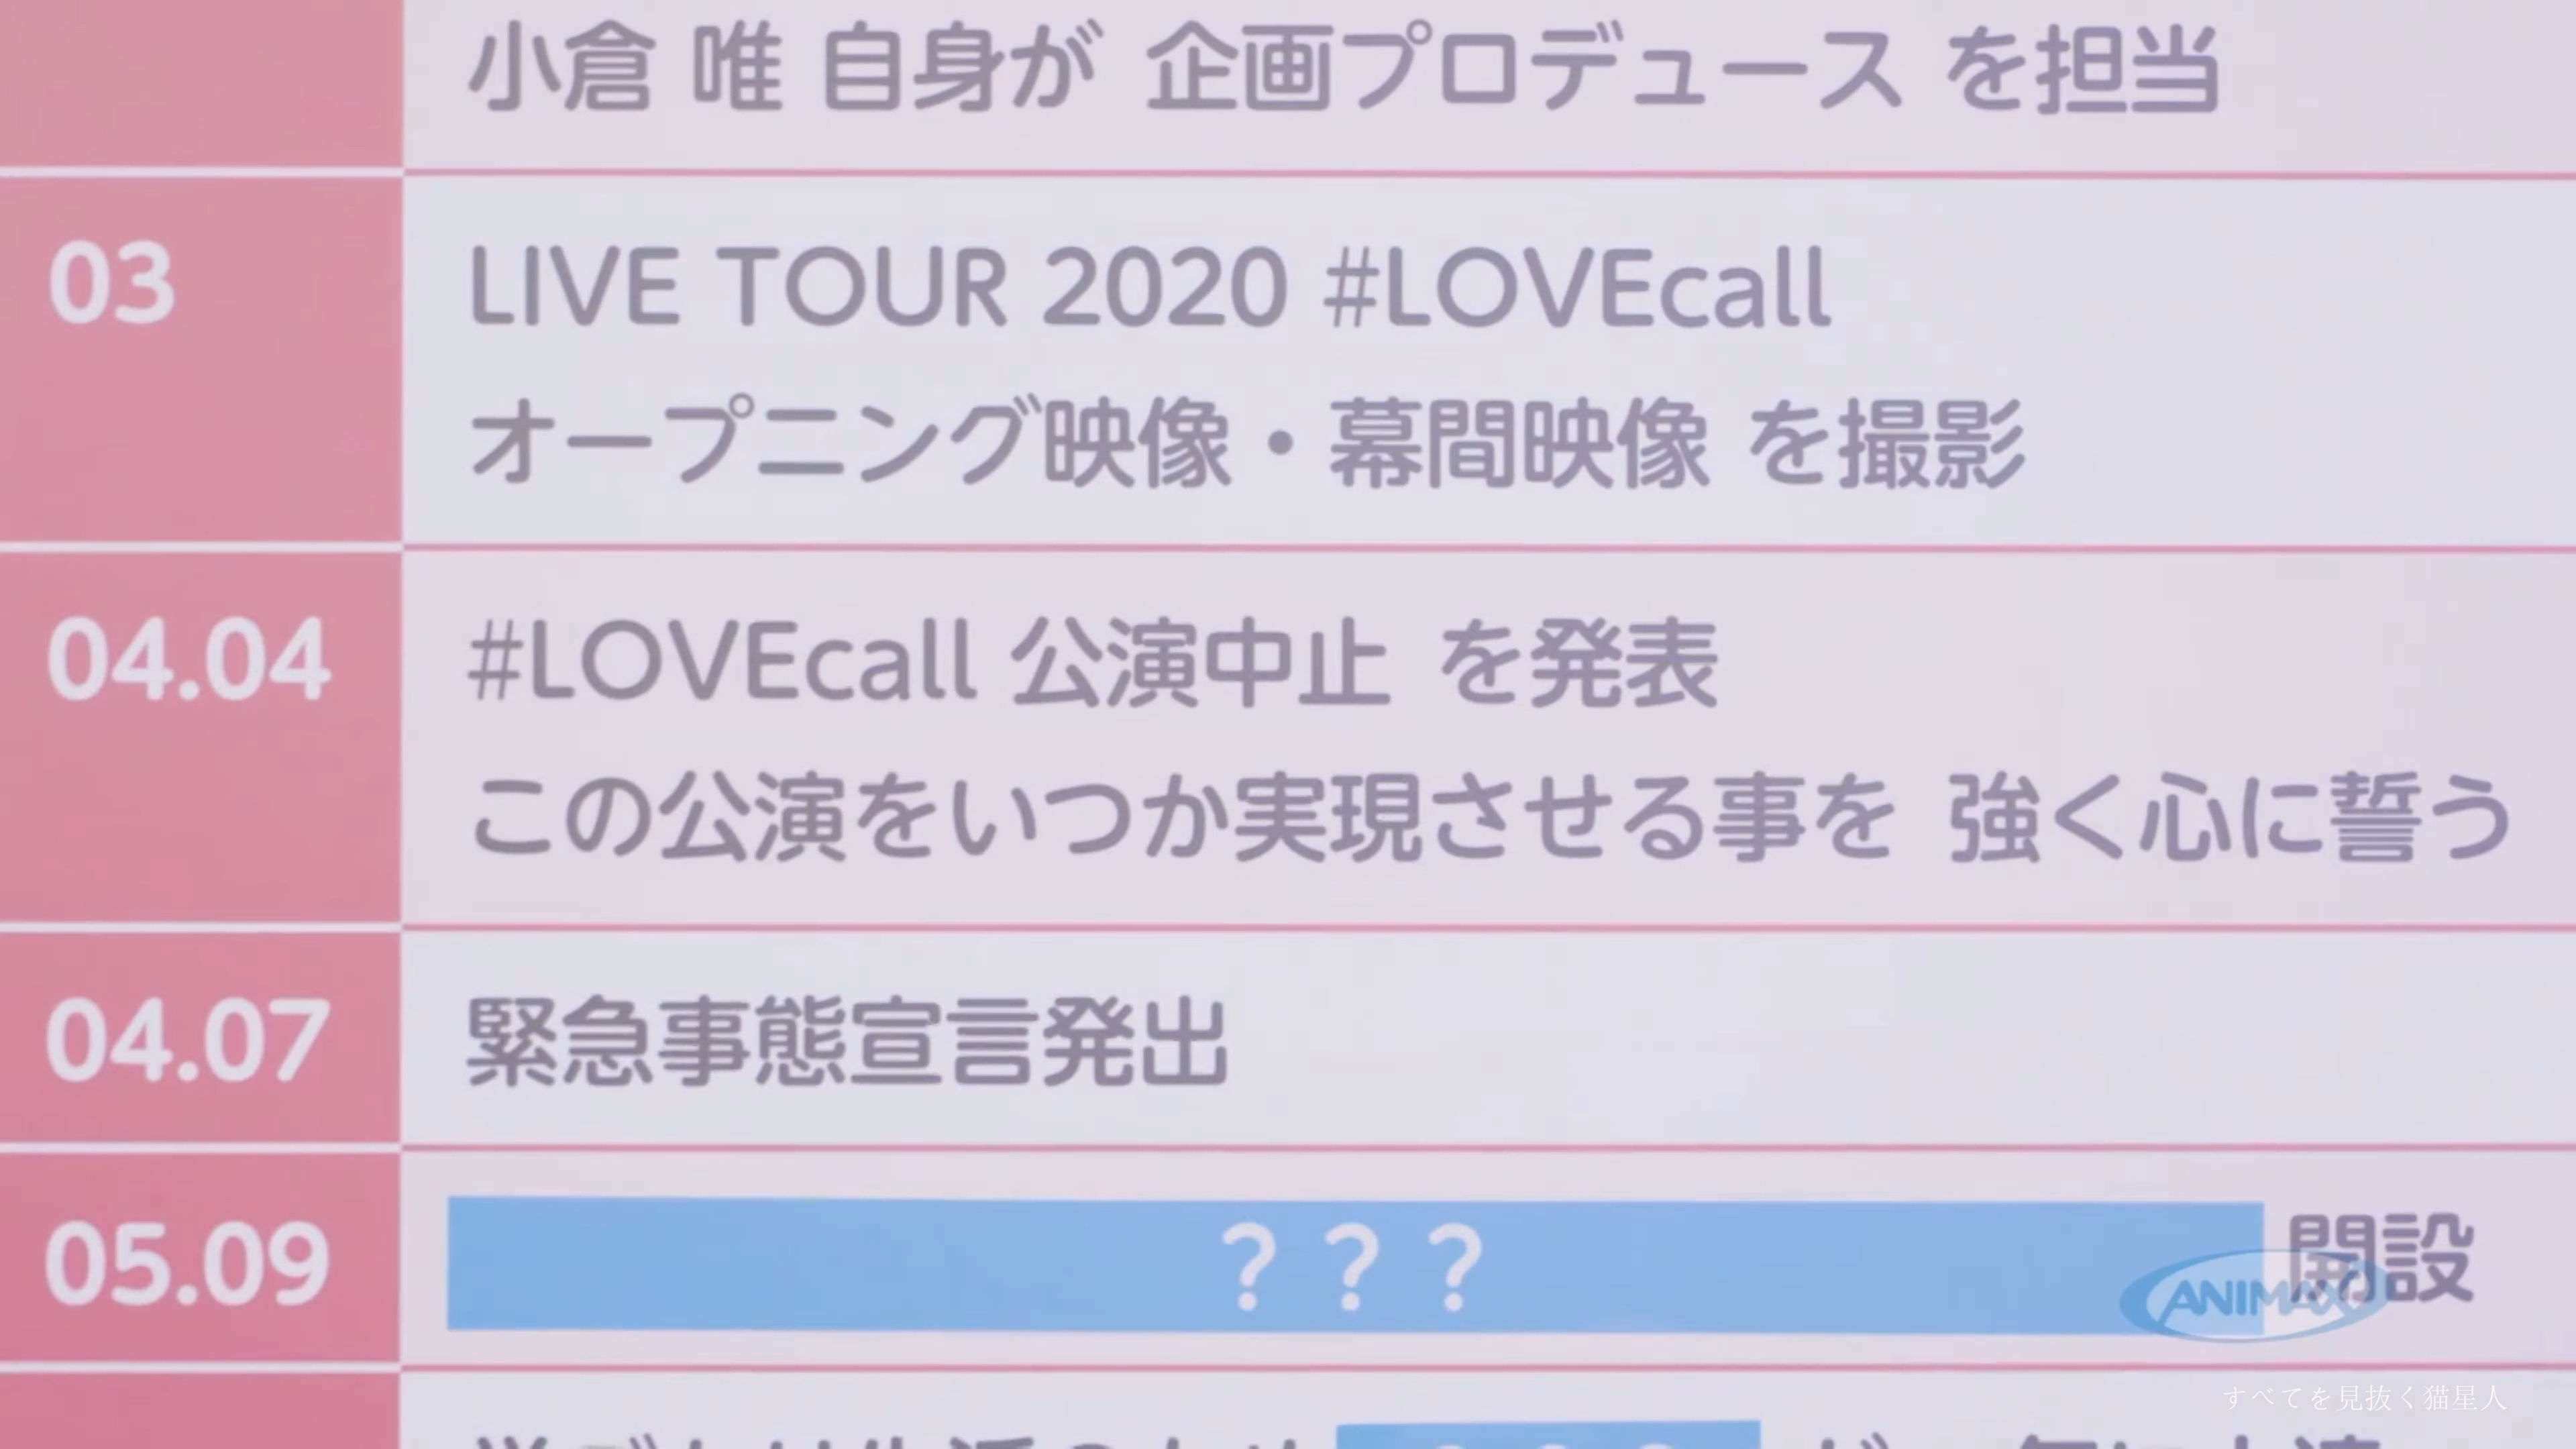 小倉 唯 自身が 企画プロデュース を担当
03
LIVE TOUR 2020 #LOVEcall
オープニング映像・幕間映像 を撮影
04.04
#LOVEcall 公演中止 を発表
この公演をいつか実現させる事を 強く心に誓う
04.07
緊急事態宣言発出
05.09
??? 開設
ANIMAX
すべてを見抜く猫星人